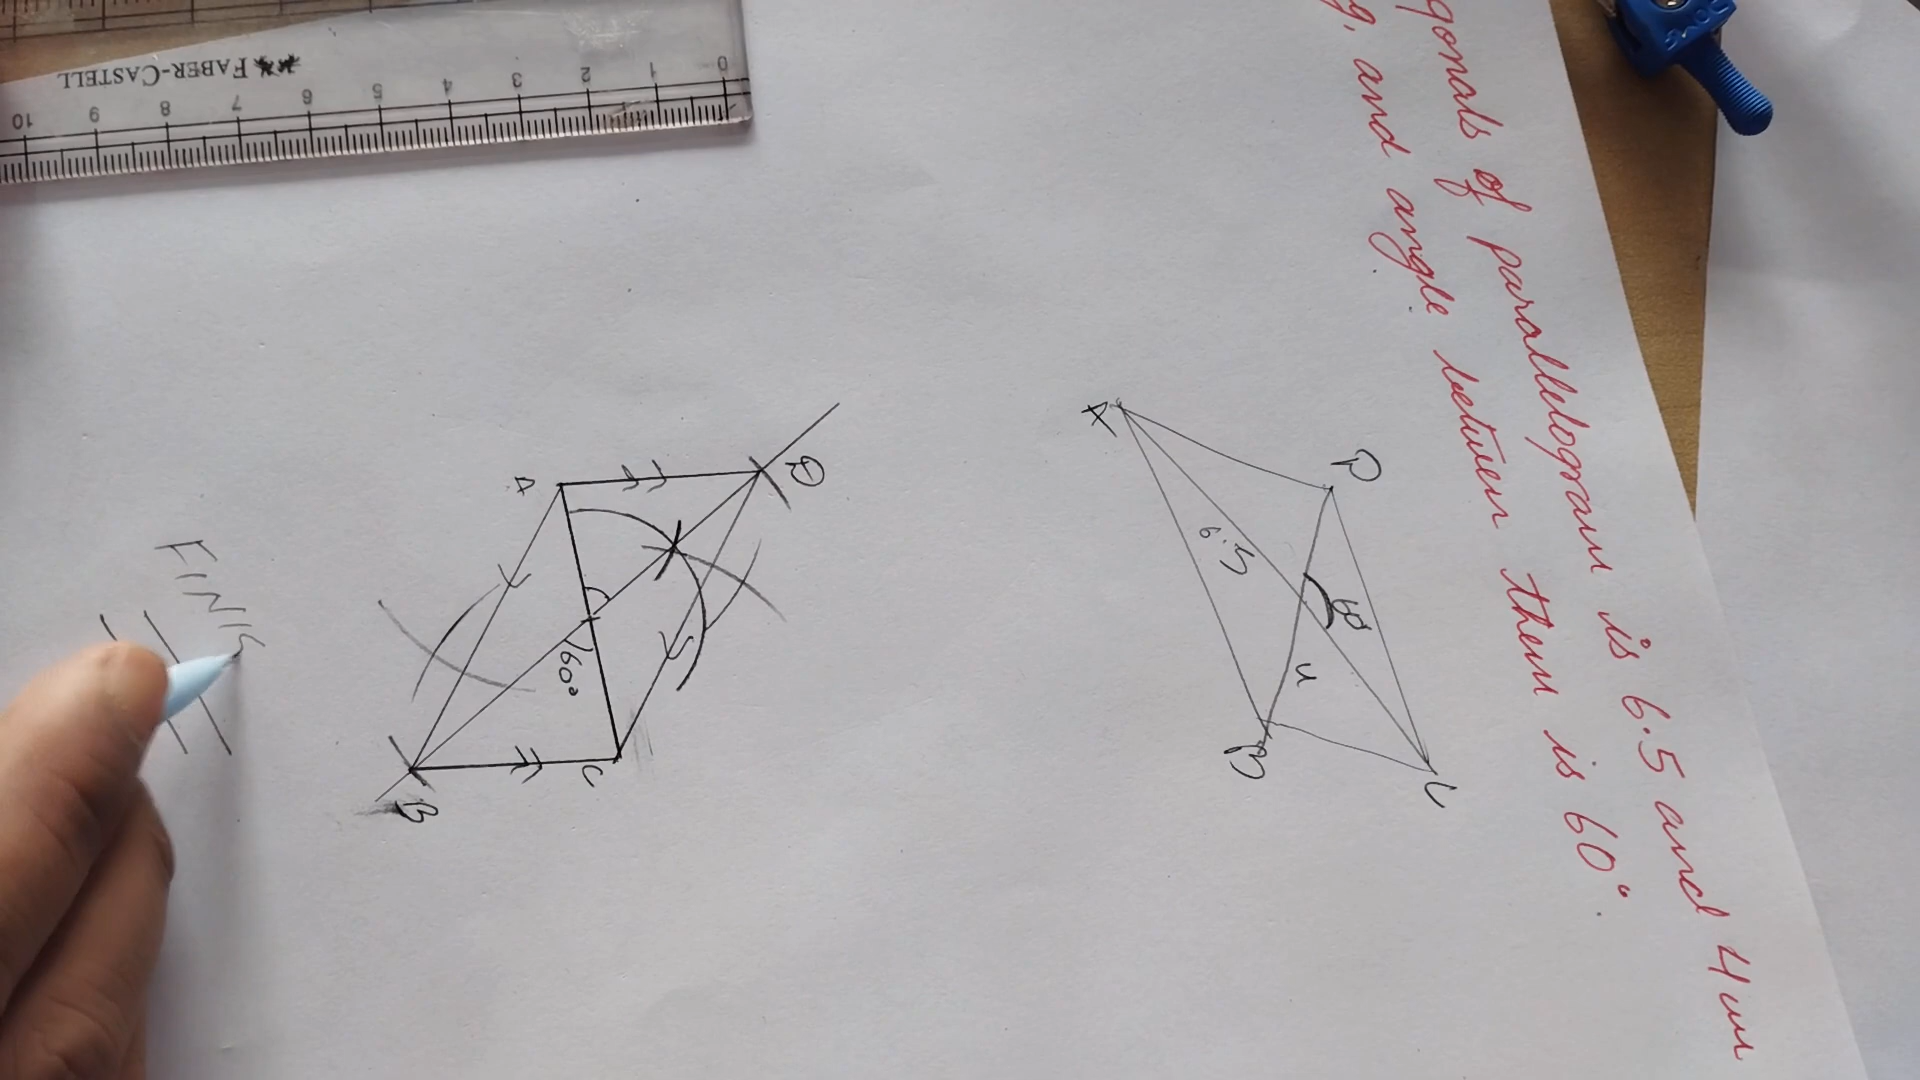 gonals of parallelogram is 6.5 and 4cm
g, and angle between them is 60°.
A
D
6.5
60
4
B
C
A
D
60°
B
C
FINIS
FABER-CASTELL
0 1 2 3 4 5 6 7 8 9 10